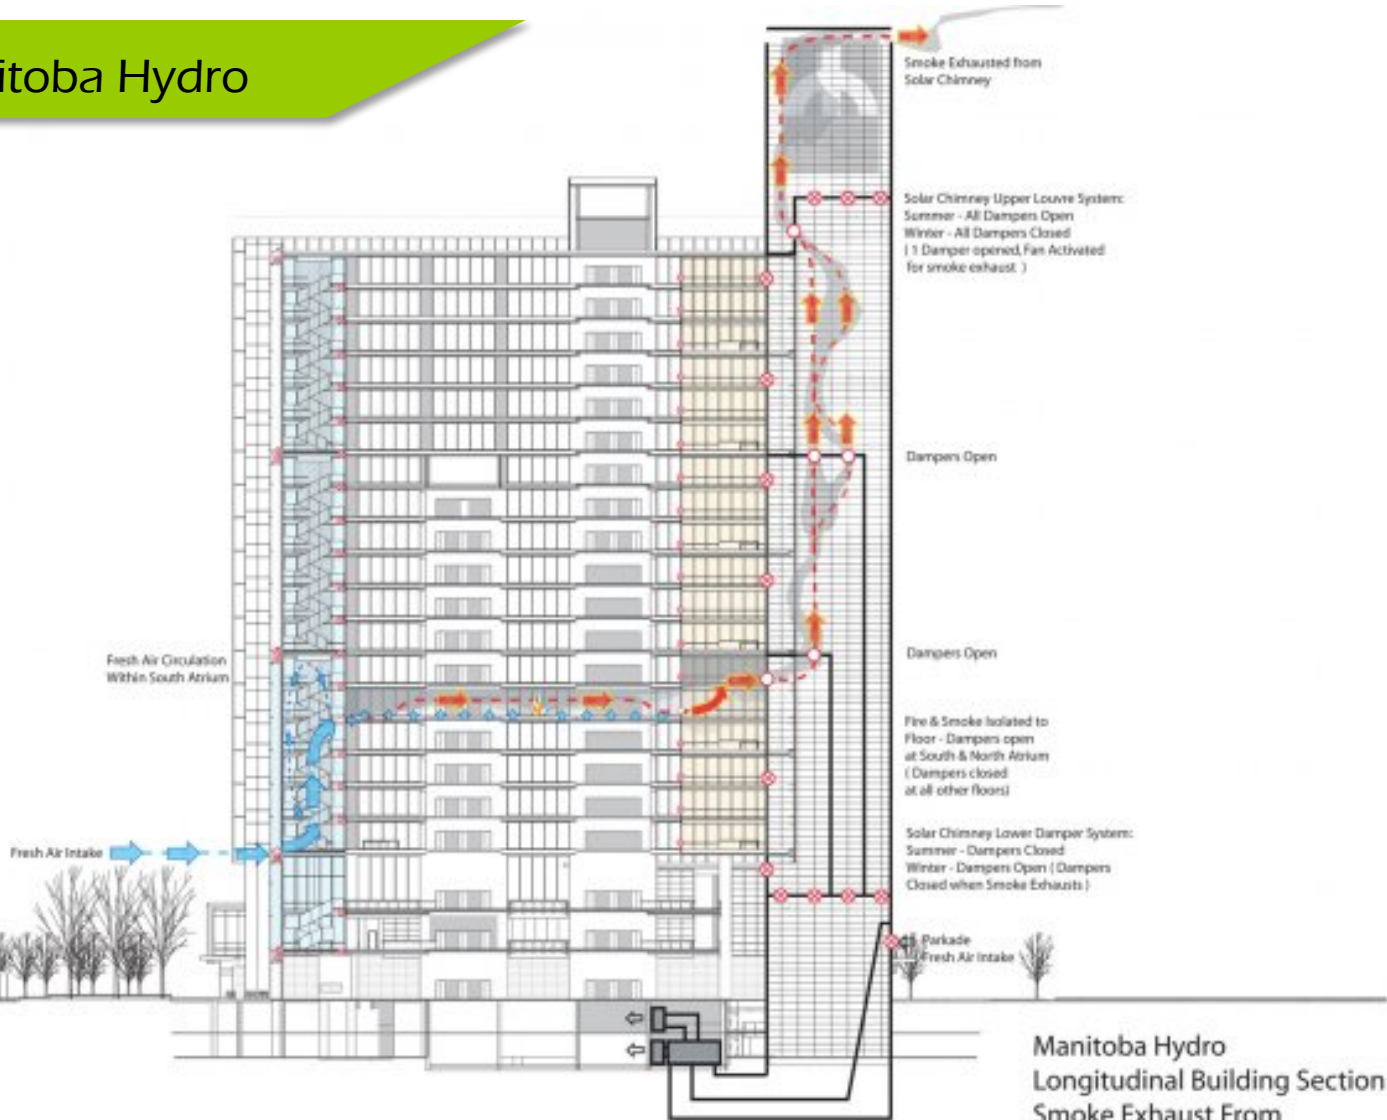 itoba Hydro
Smoke Exhausted from
Solar Chimney
Solar Chimney Upper Louvre System:
Summer - All Dampers Open
Winter - All Dampers Closed
( 1 Damper opened, Fan Activated
for smoke exhaust )
Dampers Open
Fresh Air Circulation
Within South Atrium
Dampers Open
Fire & Smoke Isolated to
Floor - Dampers open
at South & North Atrium
( Dampers closed
at all other floors)
Solar Chimney Lower Damper System:
Summer - Dampers Closed
Winter - Dampers Open ( Dampers
Closed when Smoke Exhausts )
Fresh Air Intake
Parkade
Fresh Air Intake
Manitoba Hydro
Longitudinal Building Section
Smoke Exhaust From